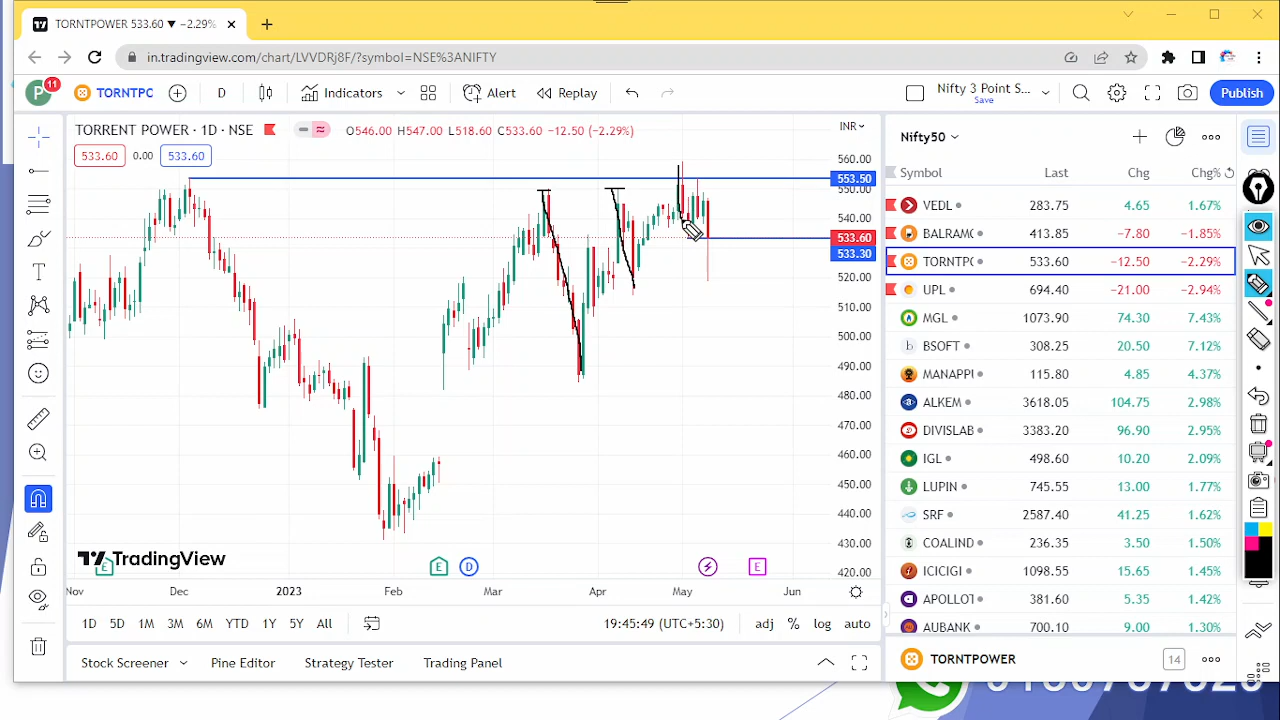 TORNTPOWER 533.60 ▼ −2.29%
in.tradingview.com/chart/LVVDRj8F/?symbol=NSE%3ANIFTY
P 11 TORNTPC D Indicators Alert Replay Nifty 3 Point S... Save Publish
TORRENT POWER · 1D · NSE O546.00 H547.00 L518.60 C533.60 −12.50 (−2.29%) INR
533.60 0.00 533.60
560.00
553.50
550.00
540.00
533.60
533.30
520.00
510.00
500.00
490.00
480.00
470.00
460.00
450.00
440.00
430.00
420.00
TradingView
E E D E
Nov Dec 2023 Feb Mar Apr May Jun
1D 5D 1M 3M 6M YTD 1Y 5Y All 19:45:49 (UTC+5:30) adj % log auto
Stock Screener Pine Editor Strategy Tester Trading Panel
Nifty50
Symbol Last Chg Chg%
VEDL 283.75 4.65 1.67%
BALRAMC 413.85 −7.80 −1.85%
TORNTPC 533.60 −12.50 −2.29%
UPL 694.40 −21.00 −2.94%
MGL 1073.90 74.30 7.43%
BSOFT 308.25 20.50 7.12%
MANAPPI 115.80 4.85 4.37%
ALKEM 3618.05 104.75 2.98%
DIVISLAB 3383.20 96.90 2.95%
IGL 498.60 10.20 2.09%
LUPIN 745.55 13.00 1.77%
SRF 2587.40 41.25 1.62%
COALIND 236.35 3.50 1.50%
ICICIGI 1098.55 15.65 1.45%
APOLLOT 381.60 5.35 1.42%
AUBANK 700.10 9.00 1.30%
TORNTPOWER 14